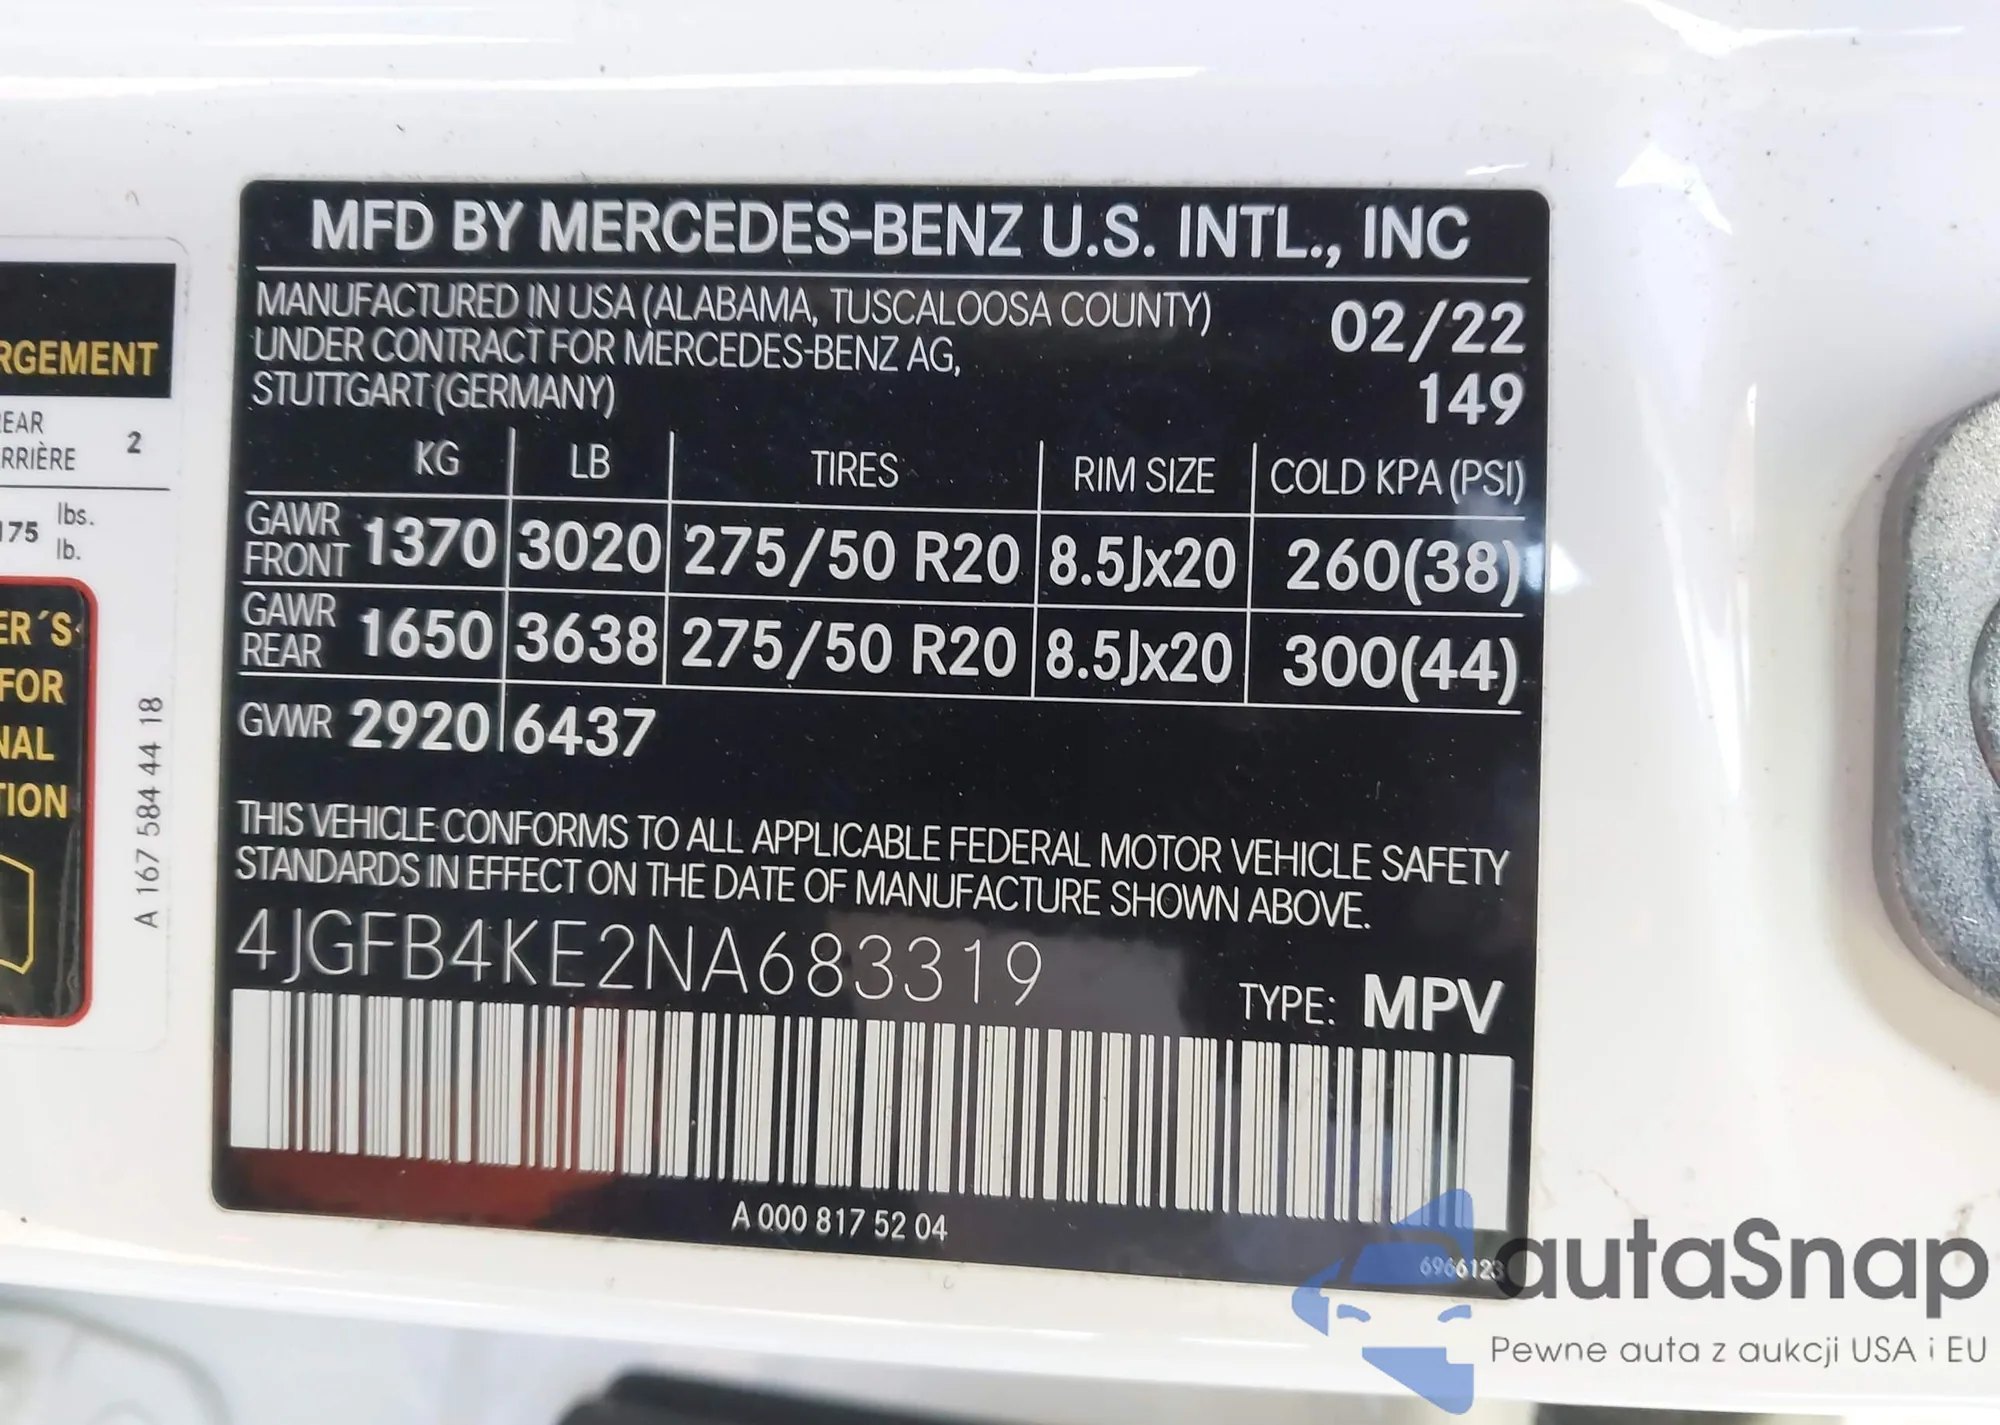 RGEMENT
REAR
RRIÈRE 2
175 lbs.
lb.
ER´S
FOR
NAL
TION
A 167 584 44 18
MFD BY MERCEDES-BENZ U.S. INTL., INC
MANUFACTURED IN USA (ALABAMA, TUSCALOOSA COUNTY) 02/22
UNDER CONTRACT FOR MERCEDES-BENZ AG,
STUTTGART (GERMANY) 149
KG LB TIRES RIM SIZE COLD KPA (PSI)
GAWR FRONT 1370 3020 275/50 R20 8.5Jx20 260(38)
GAWR REAR 1650 3638 275/50 R20 8.5Jx20 300(44)
GVWR 2920 6437
THIS VEHICLE CONFORMS TO ALL APPLICABLE FEDERAL MOTOR VEHICLE SAFETY
STANDARDS IN EFFECT ON THE DATE OF MANUFACTURE SHOWN ABOVE.
4JGFB4KE2NA683319
TYPE: MPV
A 000 817 52 04
6966123
autaSnap
Pewne auta z aukcji USA i EU